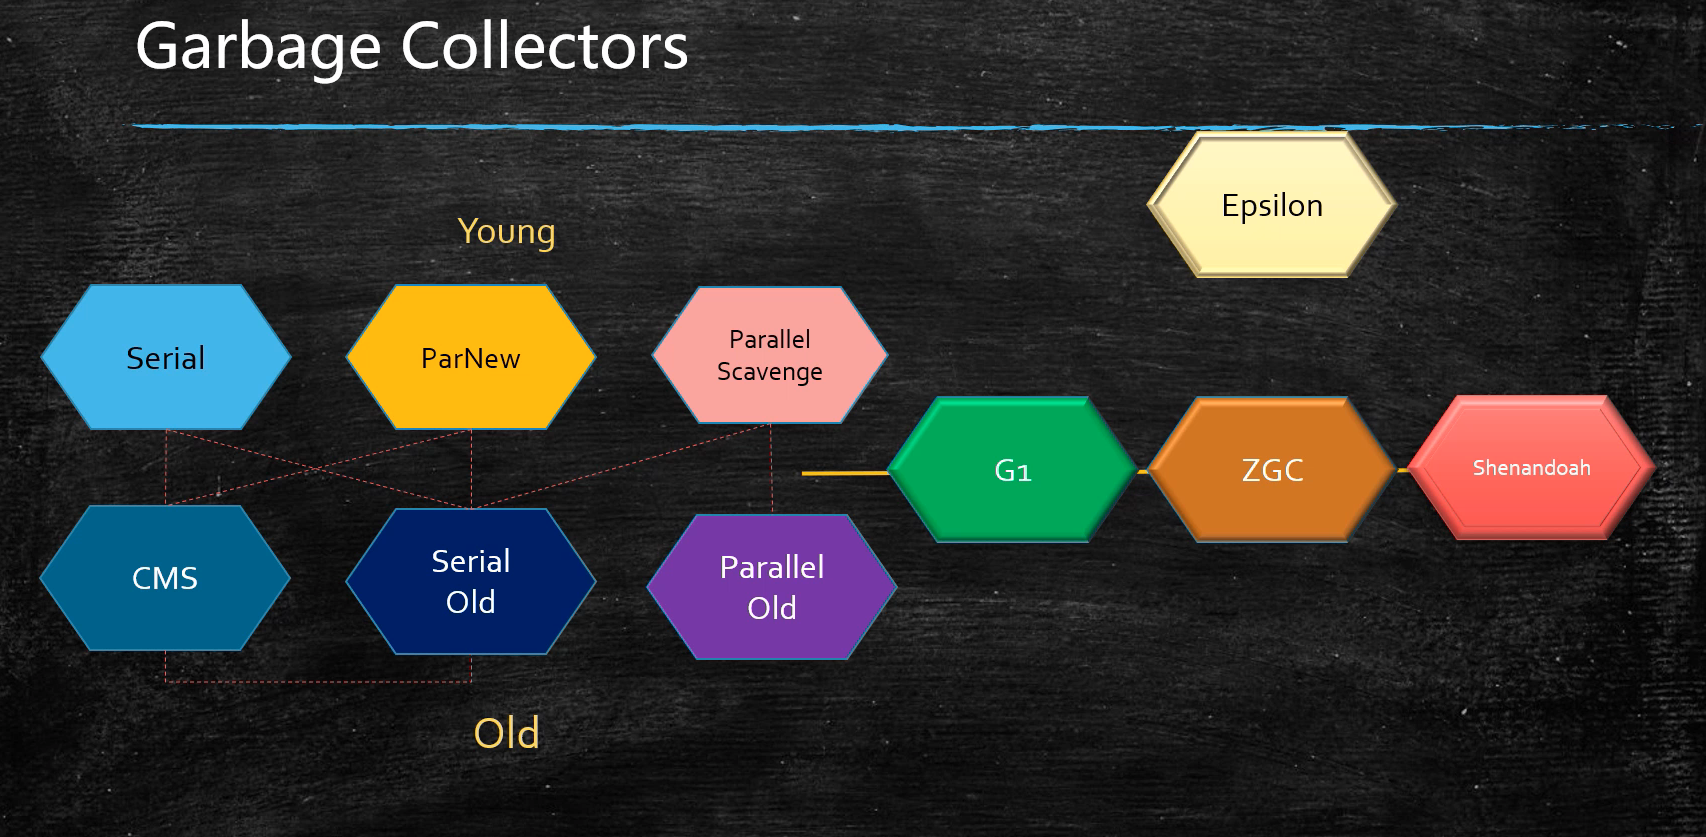 Garbage Collectors
Epsilon
Young
Serial
ParNew
Parallel
Scavenge
G1
ZGC
Shenandoah
CMS
Serial
Old
Parallel
Old
Old